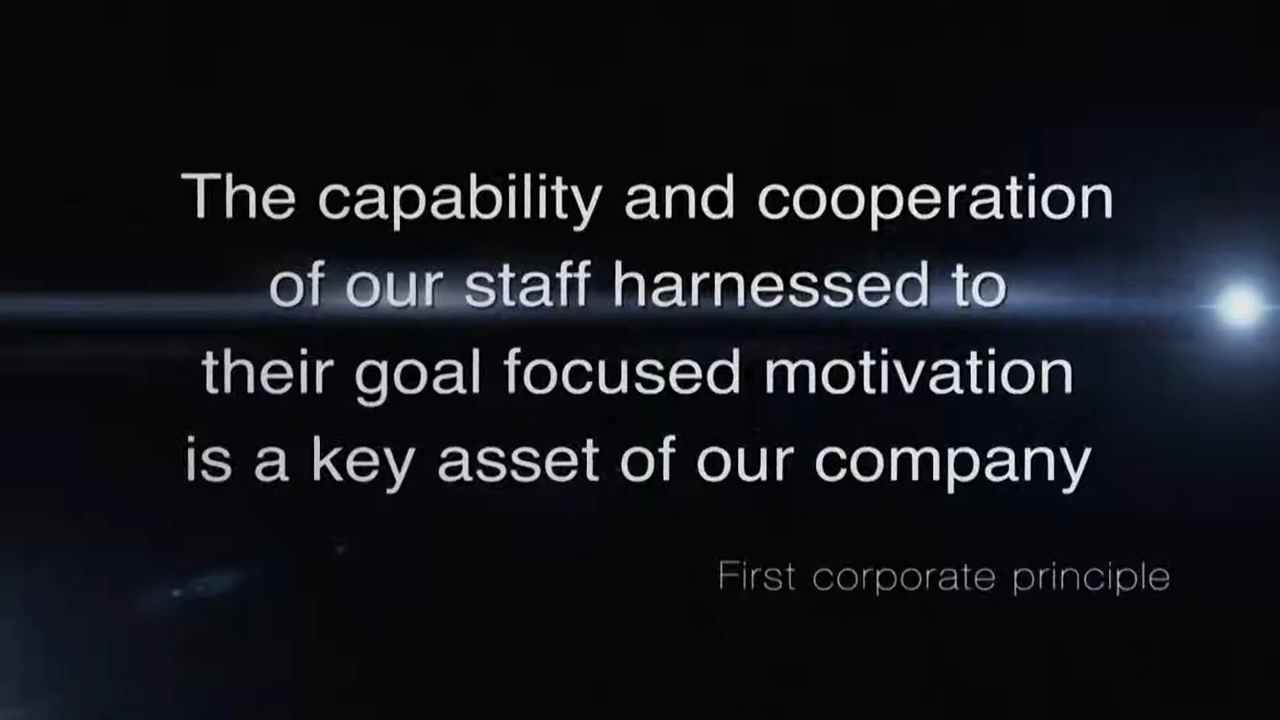 The capability and cooperation
of our staff harnessed to
their goal focused motivation
is a key asset of our company
First corporate principle